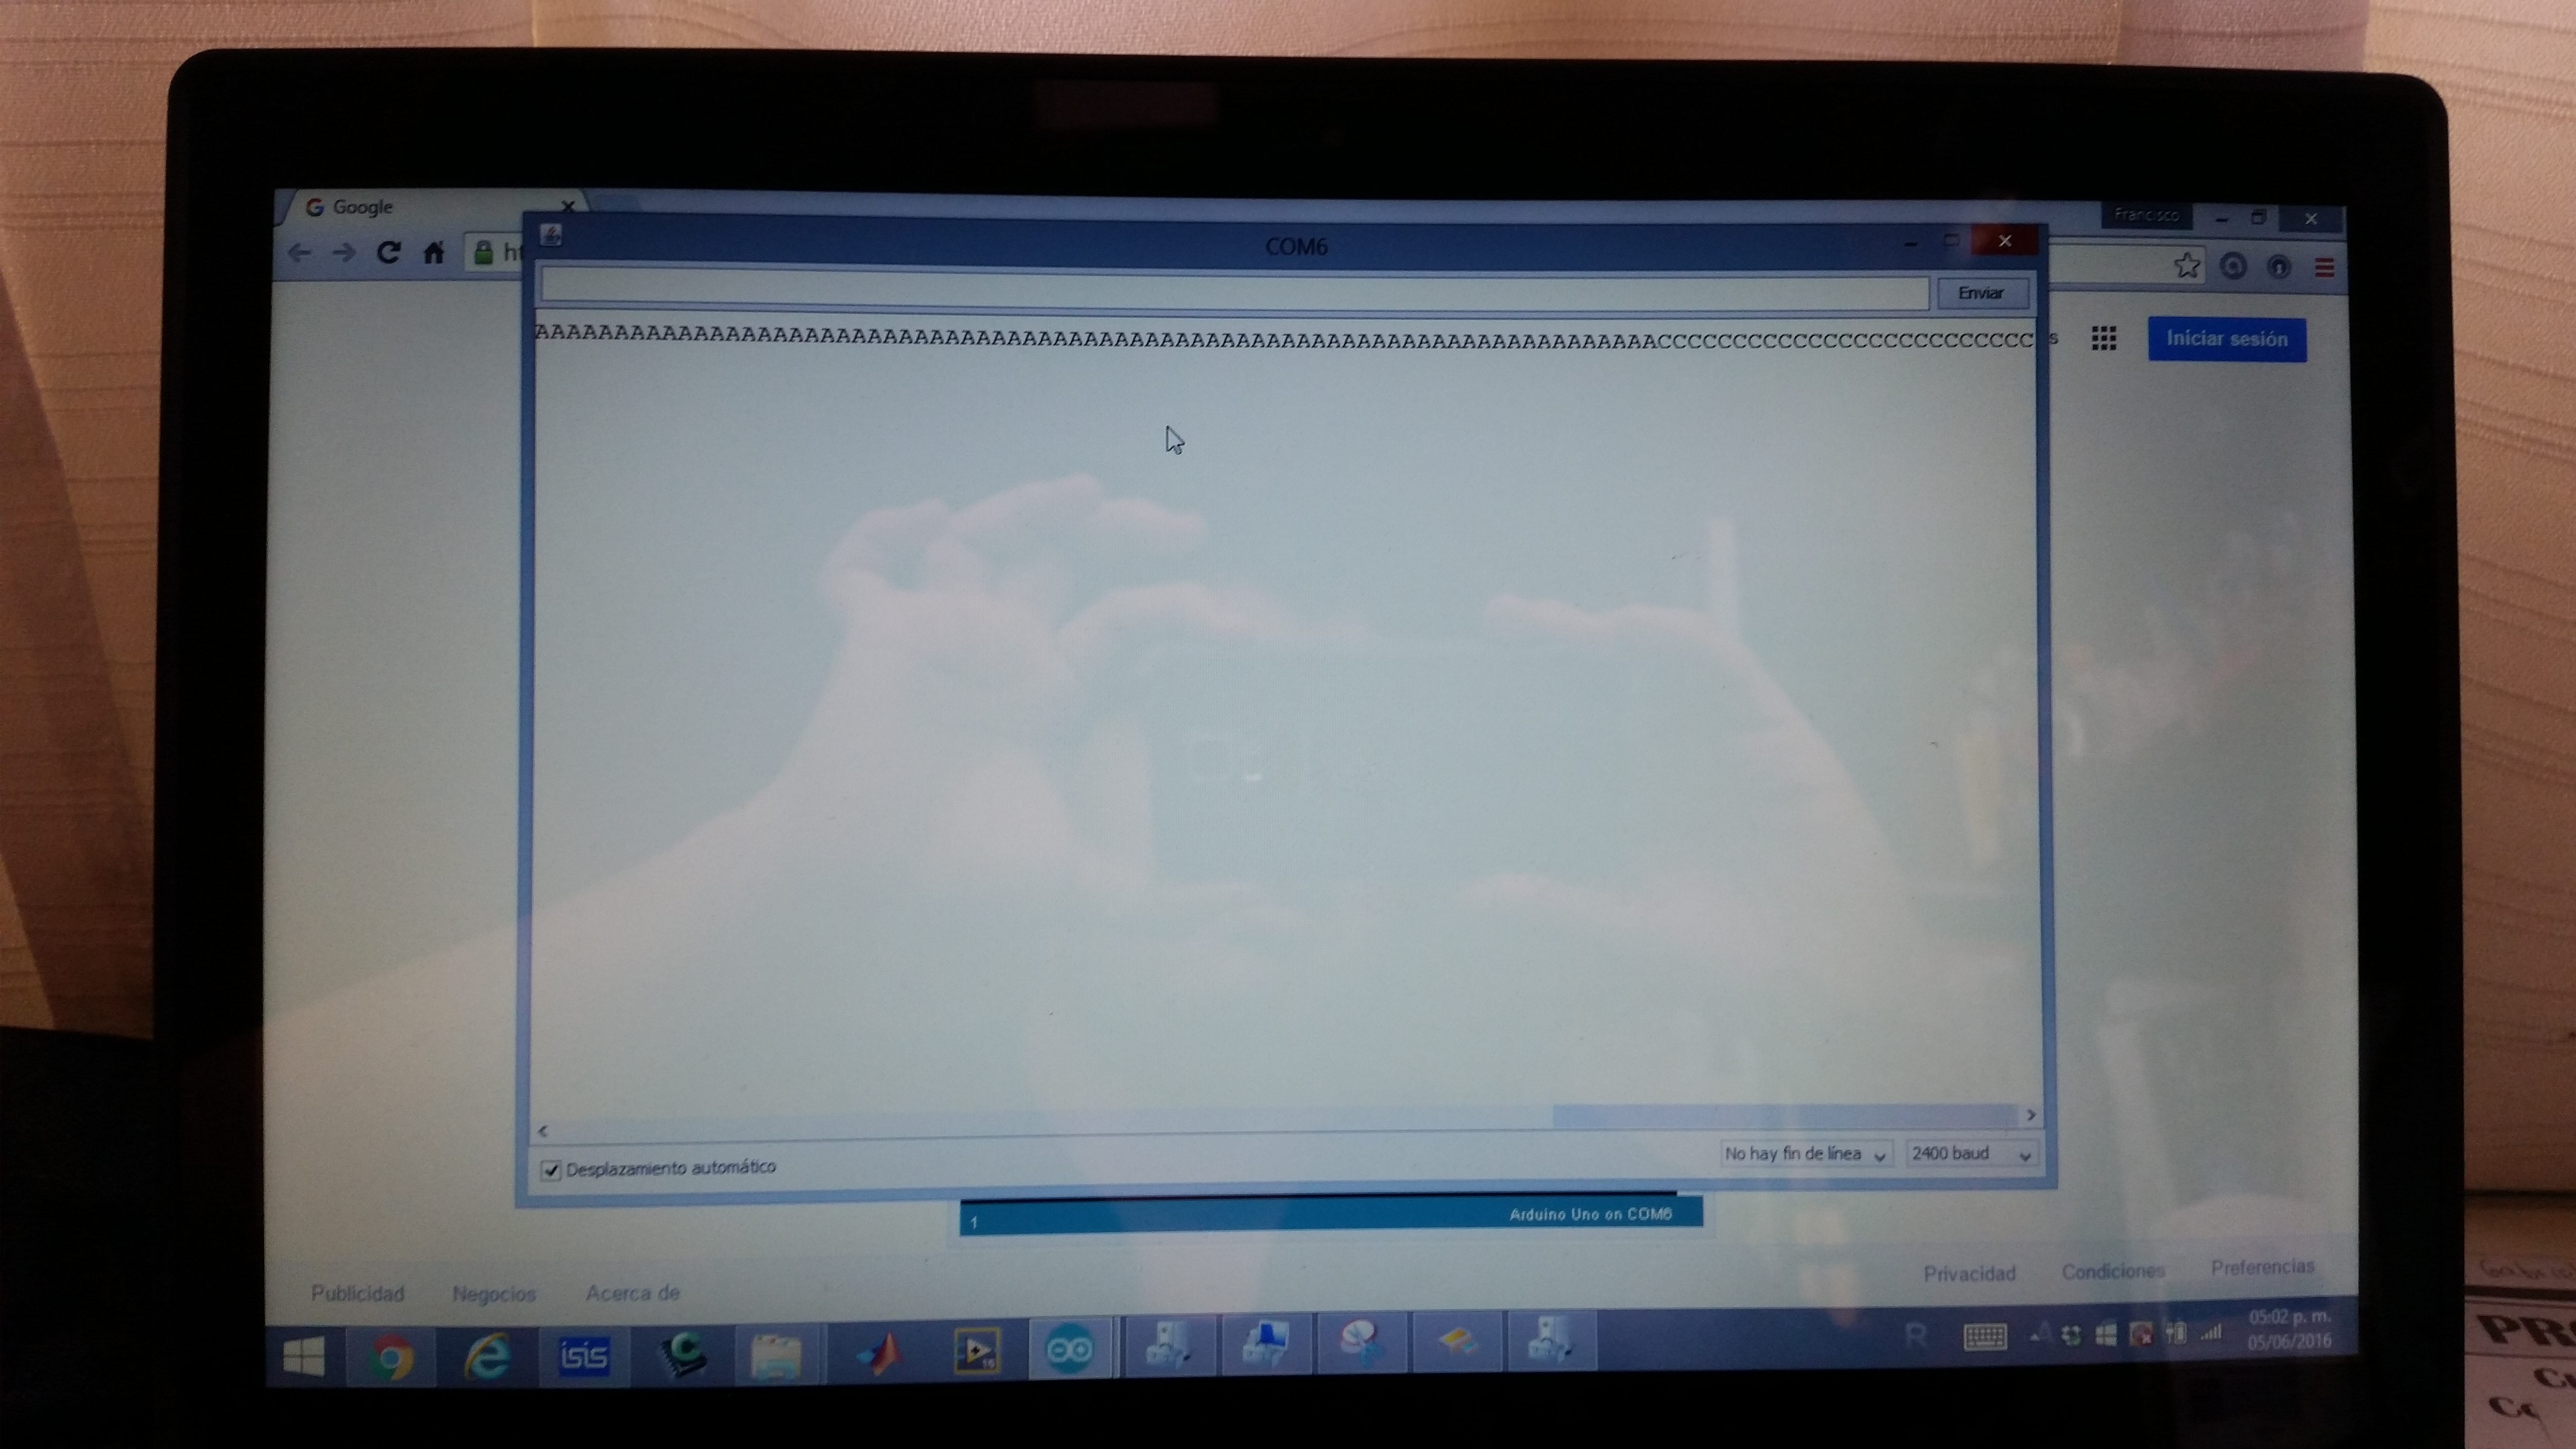 Google
Francisco
COM6
Enviar
AAAAAAAAAAAAAAAAAAAAAAAAAAAAAAAAAAAAAAAAAAAAAAAAAAAAAAAAAAAAAAAAAAAAAAAAACCCCCCCCCCCCCCCCCCCCCCCCC
Iniciar sesión
Desplazamiento automático
No hay fin de línea
2400 baud
1
Arduino Uno on COM6
Publicidad Negocios Acerca de
Privacidad Condiciones Preferencias
isis
05:02 p. m.
05/06/2016